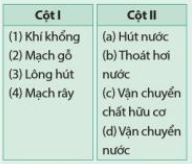 Cột I
Cột II
(1) Khí khổng
(2) Mạch gỗ
(3) Lông hút
(4) Mạch rây
(a) Hút nước
(b) Thoát hơi
nước
(c) Vận chuyển
chất hữu cơ
(d) Vận chuyển
nước